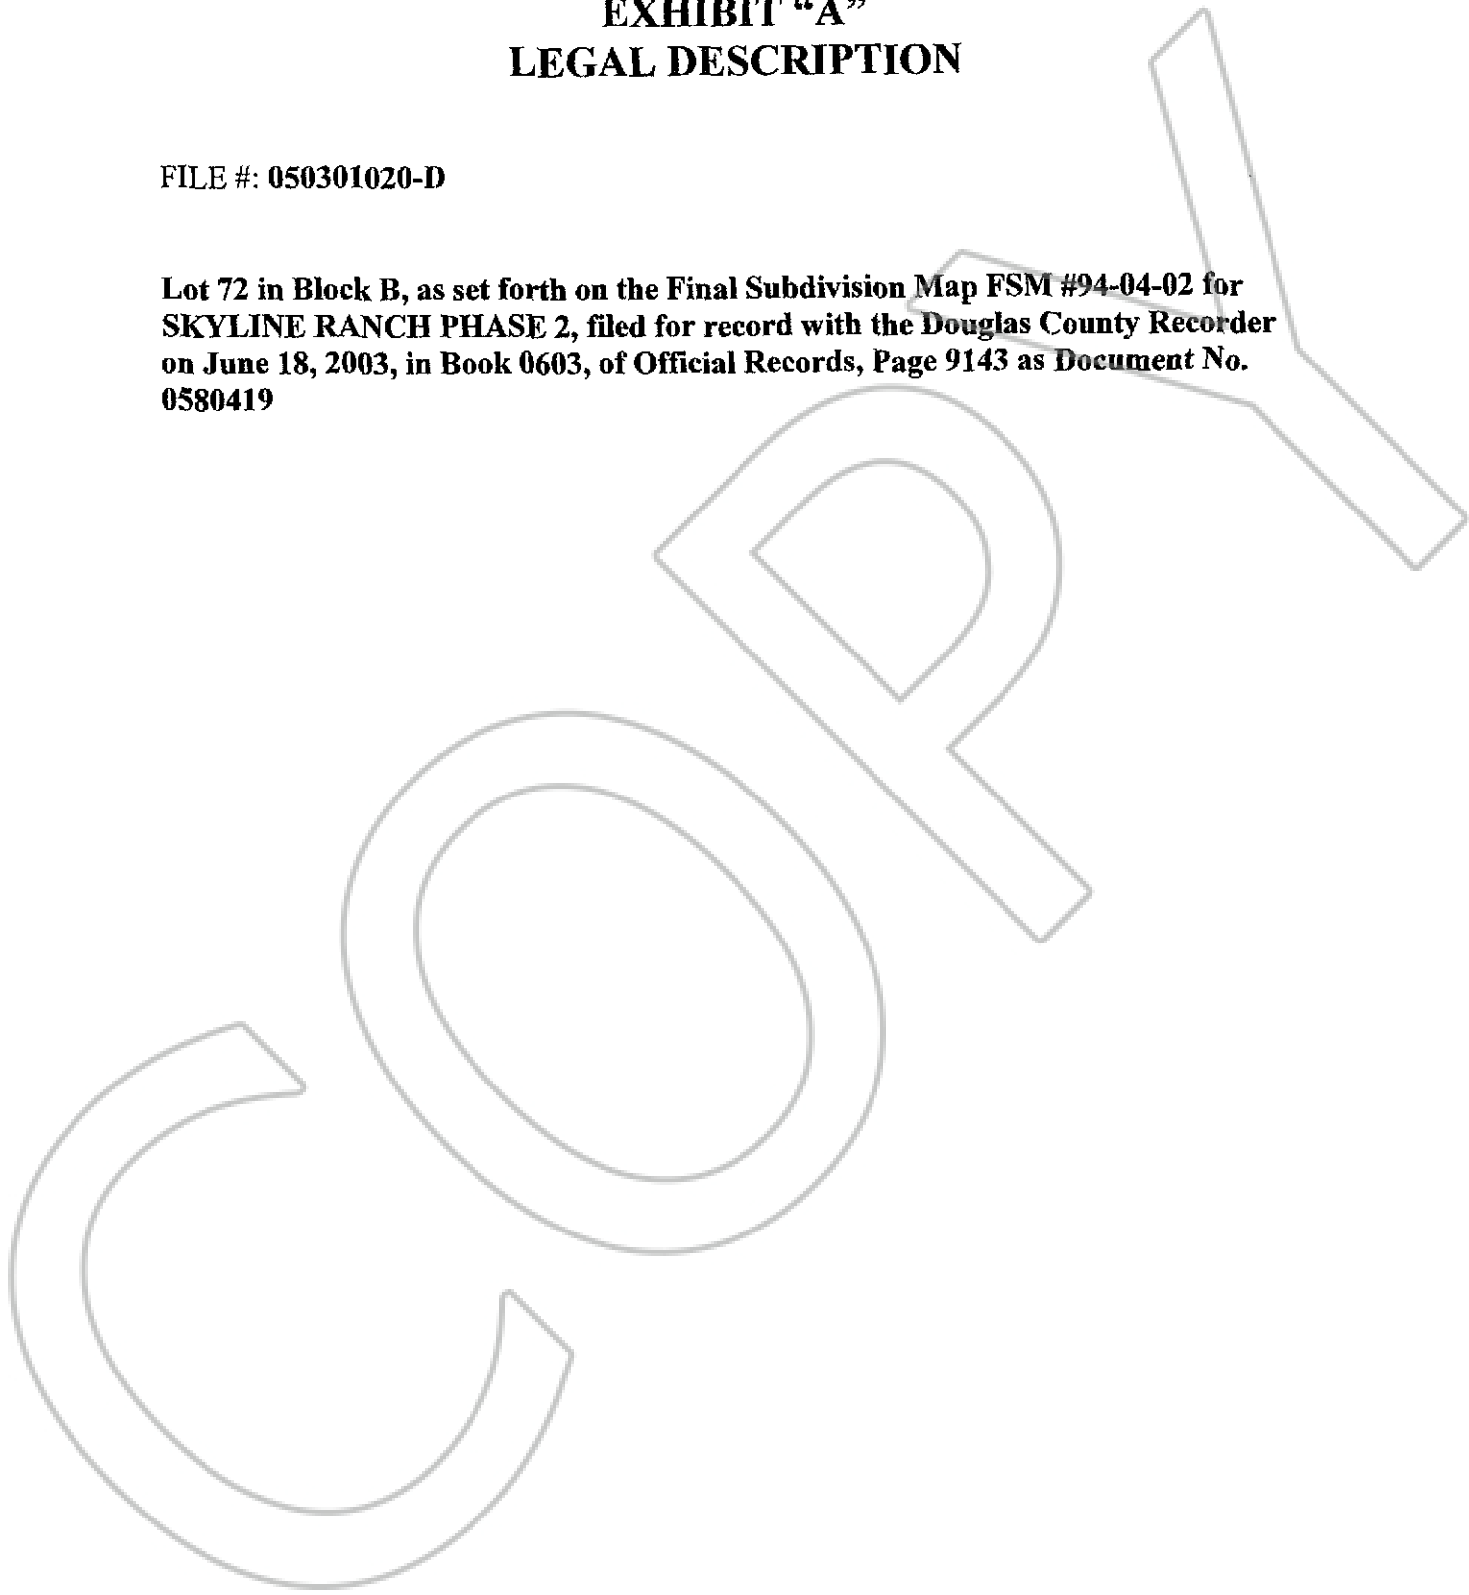 EXHIBIT “A”
LEGAL DESCRIPTION
FILE #: 050301020-D
Lot 72 in Block B, as set forth on the Final Subdivision Map FSM #94-04-02 for
SKYLINE RANCH PHASE 2, filed for record with the Douglas County Recorder
on June 18, 2003, in Book 0603, of Official Records, Page 9143 as Document No.
0580419
COPY